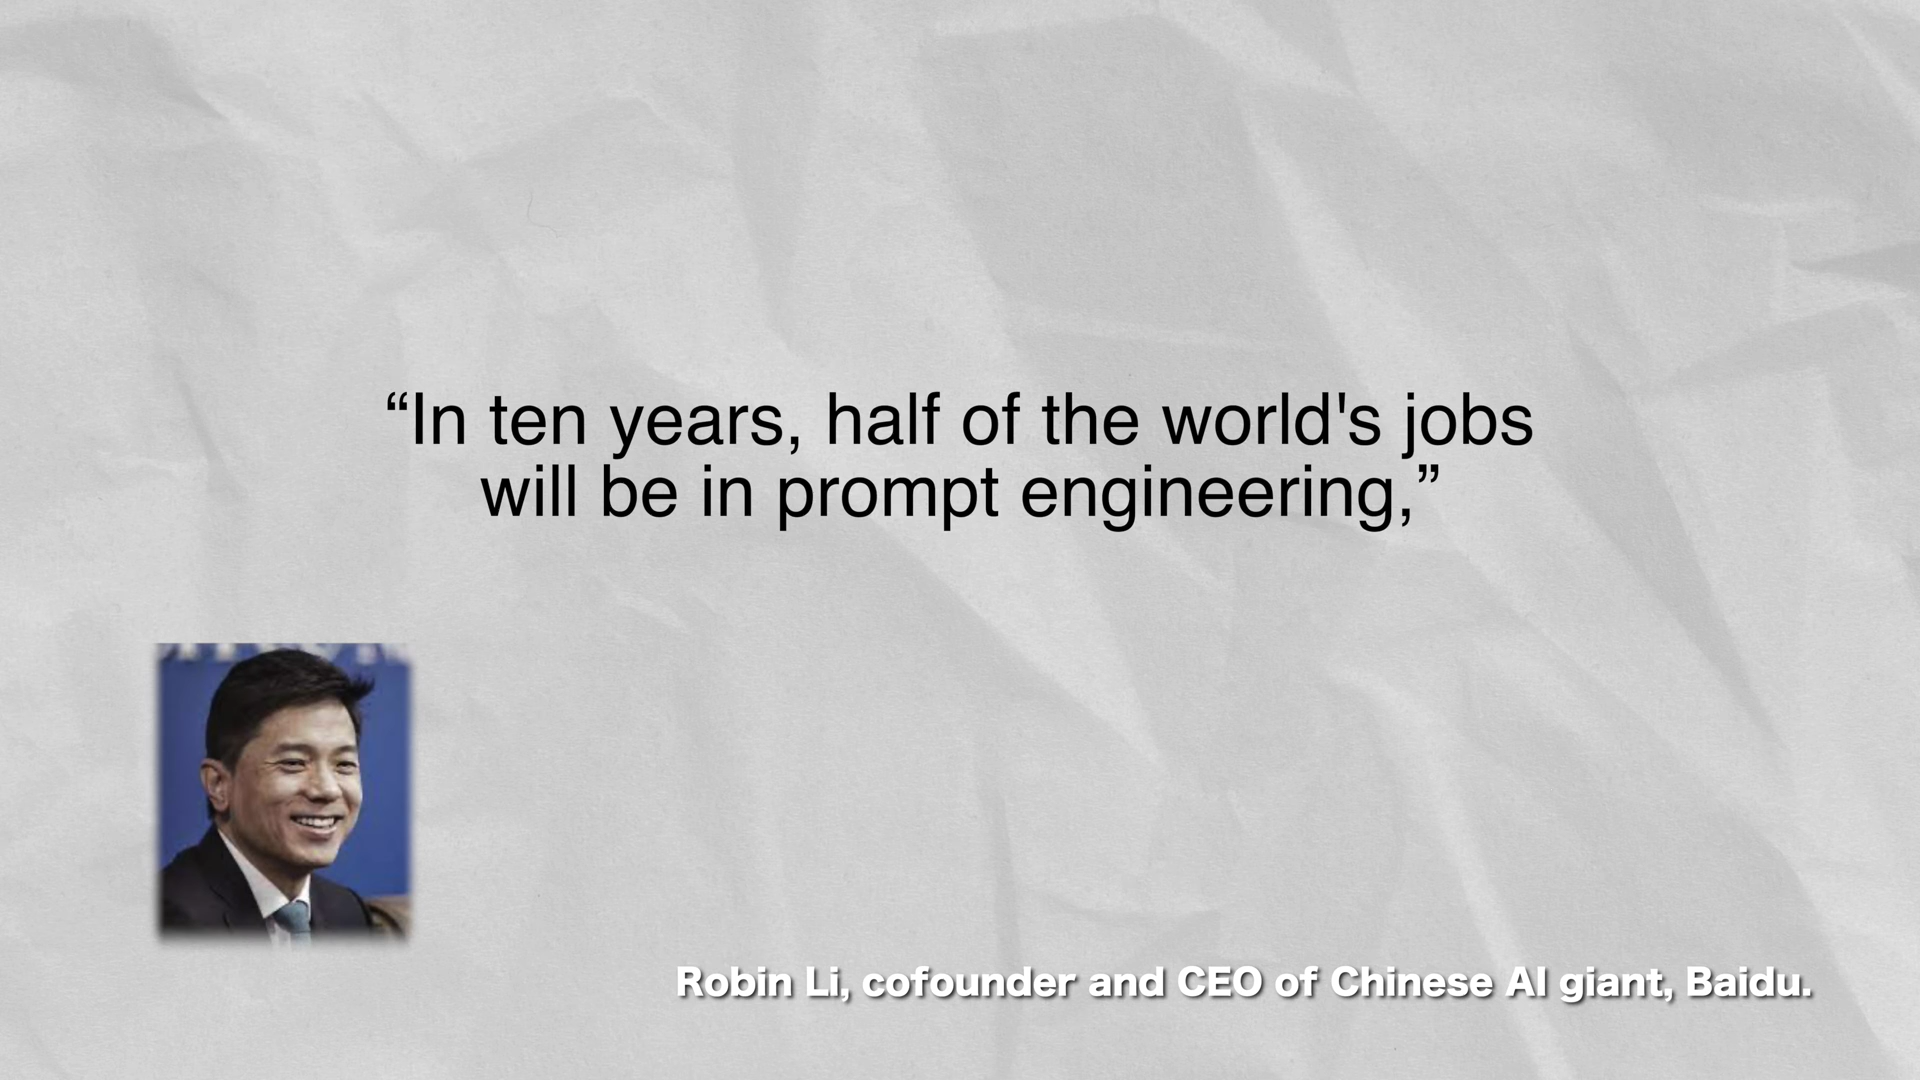 “In ten years, half of the world's jobs
will be in prompt engineering,”
Robin Li, cofounder and CEO of Chinese AI giant, Baidu.